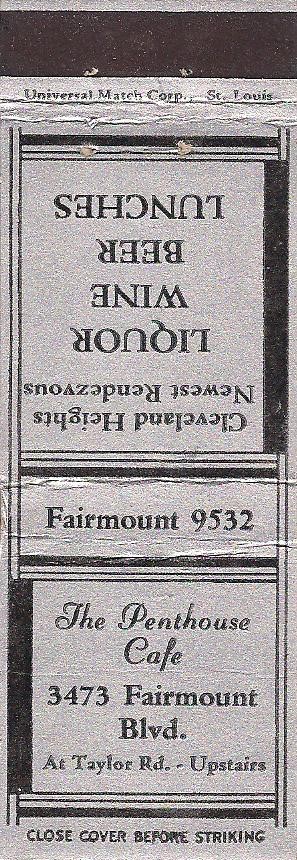 Universal Match Corp., St. Louis
Cleveland Heights
Newest Rendezvous
LIQUOR
WINE
BEER
LUNCHES
Fairmount 9532
The Penthouse
Cafe
3473 Fairmount
Blvd.
At Taylor Rd. - Upstairs
CLOSE COVER BEFORE STRIKING